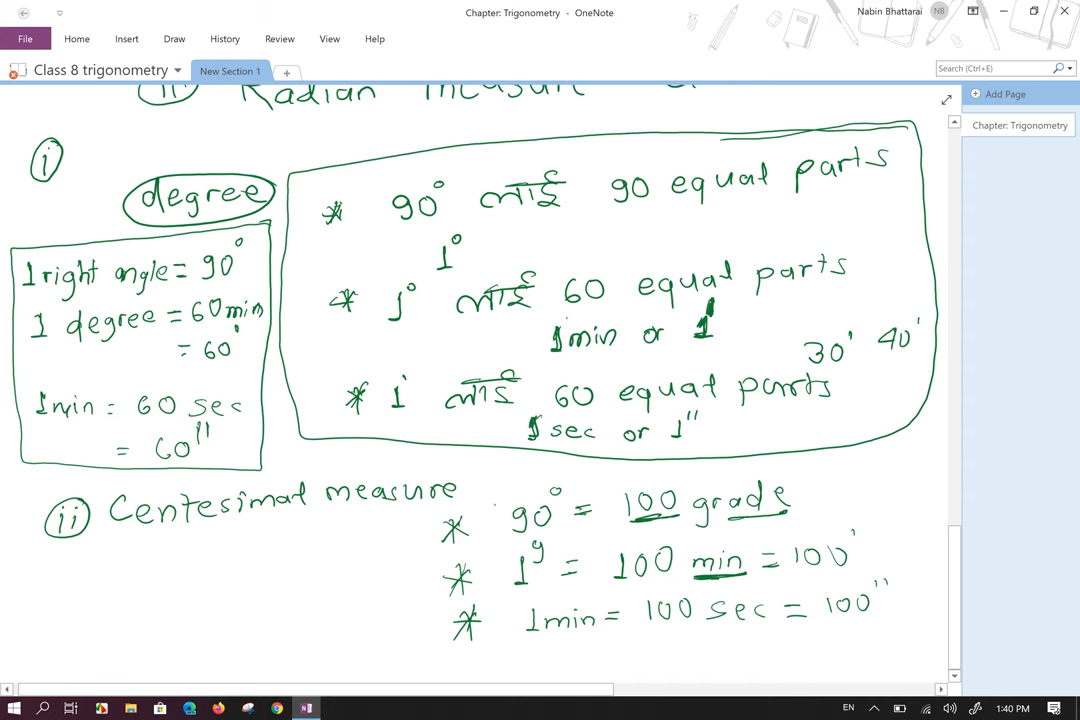 Chapter: Trigonometry - OneNote
Nabin Bhattarai NB
File Home Insert Draw History Review View Help
Class 8 trigonometry New Section 1 +
Search (Ctrl+E)
Add Page
Chapter: Trigonometry
iii Radian measure
i
degree
1 right angle = 90°
1 degree = 60 min
= 60'
1 min = 60 sec
= 60''
* 90° लाई 90 equal parts
1°
* 1° लाई 60 equal parts
1 min or 1'
30' 40'
* 1' लाई 60 equal parts
1 sec or 1''
ii Centesimal measure
* 90° = 100 grade
* 1g = 100 min = 100'
* 1 min = 100 sec = 100''
EN 1:40 PM